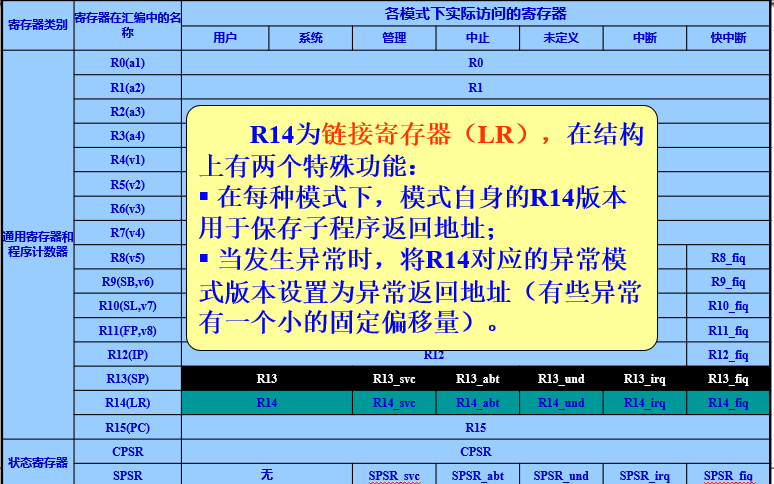 寄存器类别
寄存器在汇编中的名
称
各模式下实际访问的寄存器
用户 系统 管理 中止 未定义 中断 快中断
通用寄存器和
程序计数器
R0(a1) R0
R1(a2) R1
R2(a3)
R3(a4)
R4(v1)
R5(v2)
R6(v3)
R7(v4)
R8(v5) R8_fiq
R9(SB,v6) R9_fiq
R10(SL,v7) R10_fiq
R11(FP,v8) R11_fiq
R12(IP) R12 R12_fiq
R14为链接寄存器（LR），在结构
上有两个特殊功能：
▪ 在每种模式下，模式自身的R14版本
用于保存子程序返回地址；
▪ 当发生异常时，将R14对应的异常模
式版本设置为异常返回地址（有些异常
有一个小的固定偏移量）。
R13(SP) R13 R13_svc R13_abt R13_und R13_irq R13_fiq
R14(LR) R14 R14_svc R14_abt R14_und R14_irq R14_fiq
R15(PC) R15
状态寄存器
CPSR CPSR
SPSR 无 SPSR_svc SPSR_abt SPSR_und SPSR_irq SPSR_fiq